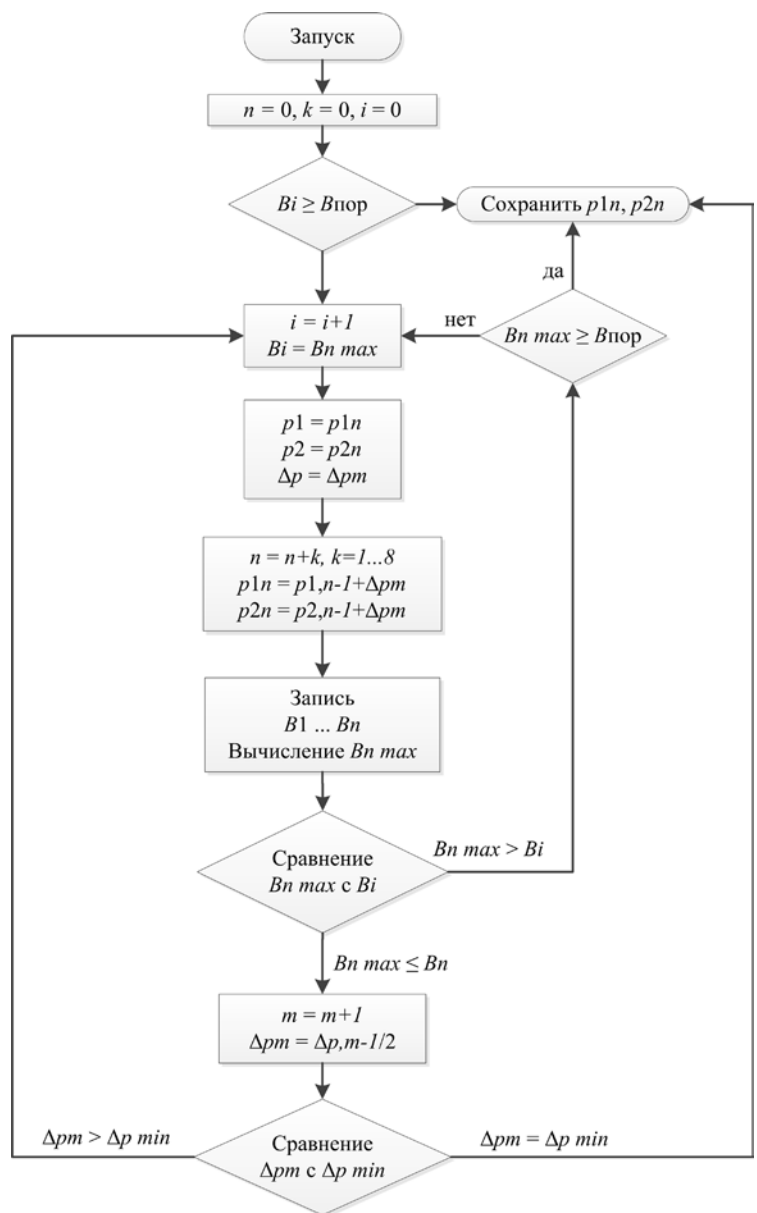 Запуск
n = 0, k = 0, i = 0
Bi ≥ Bпор
Сохранить p1n, p2n
да
нет
Bn max ≥ Bпор
i = i+1
Bi = Bn max
p1 = p1n
p2 = p2n
Δp = Δpm
n = n+k, k=1...8
p1n = p1,n-1+Δpm
p2n = p2,n-1+Δpm
Запись
B1 ... Bn
Вычисление Bn max
Сравнение
Bn max с Bi
Bn max > Bi
Bn max ≤ Bn
m = m+1
Δpm = Δp,m-1/2
Δpm > Δp min
Сравнение
Δpm с Δp min
Δpm = Δp min